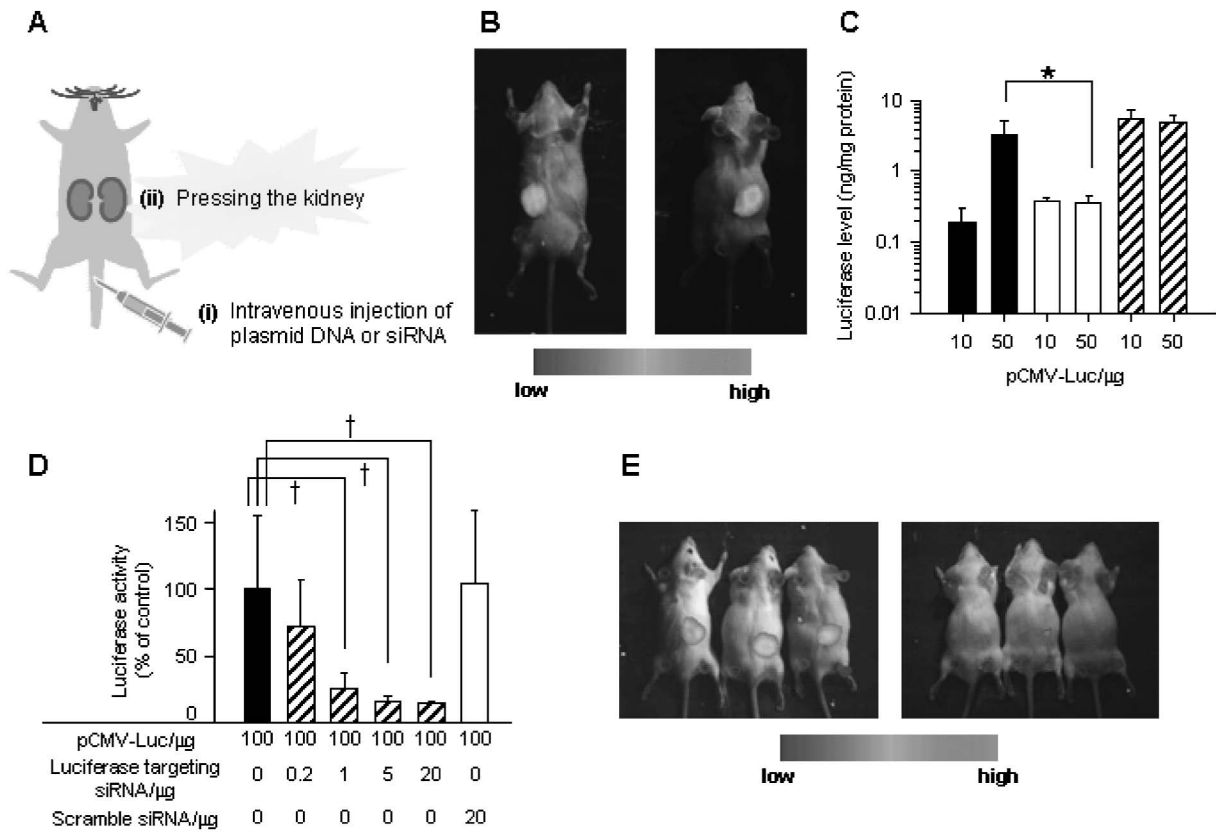 A
(ii) Pressing the kidney
(i) Intravenous injection of
plasmid DNA or siRNA
B
low high
C
*
Luciferase level (ng/mg protein)
10
1
0.1
0.01
10 50 10 50 10 50
pCMV-Luc/μg
D
†
†
†
Luciferase activity
(% of control)
150
100
50
0
pCMV-Luc/μg 100 100 100 100 100 100
Luciferase targeting
siRNA/μg 0 0.2 1 5 20 0
Scramble siRNA/μg 0 0 0 0 0 20
E
low high